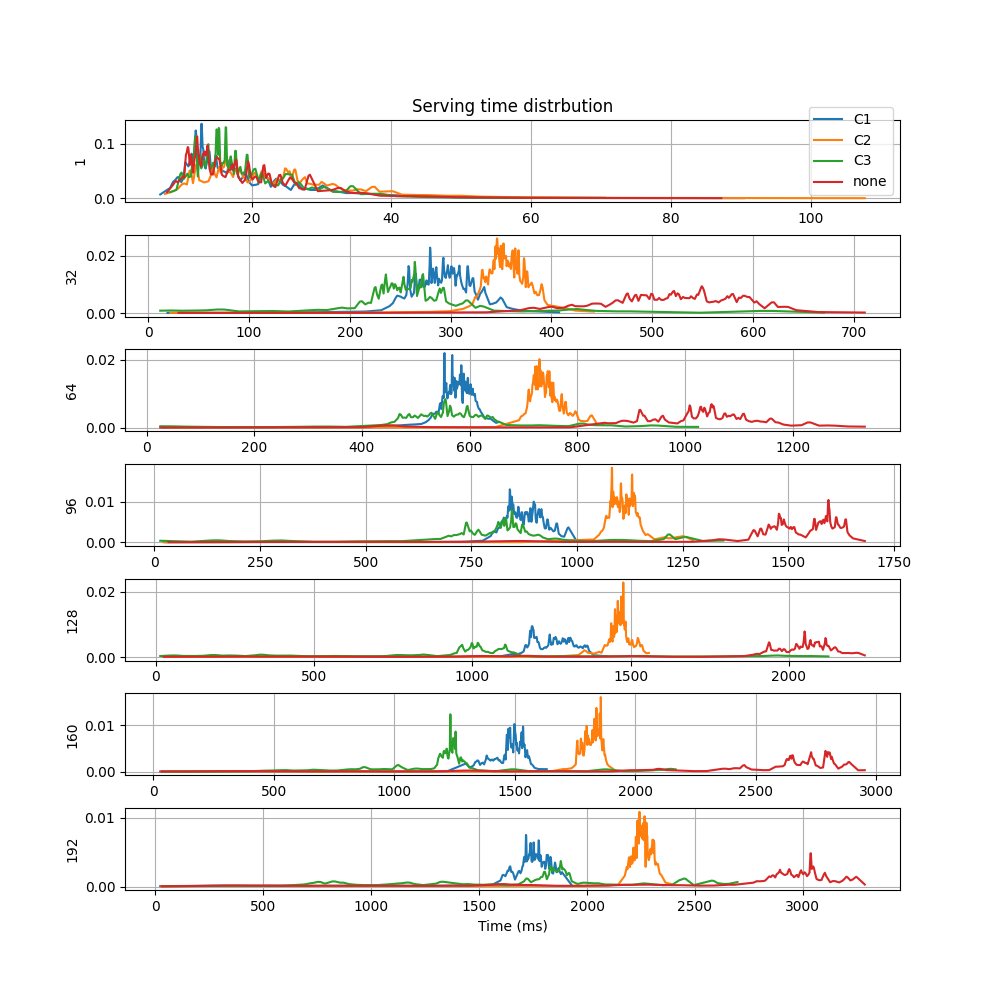 Serving time distrbution
C1
C2
C3
none
1
0.1
0.0
20 40 60 80 100
32
0.02
0.00
0 100 200 300 400 500 600 700
64
0.02
0.00
0 200 400 600 800 1000 1200
96
0.01
0.00
0 250 500 750 1000 1250 1500 1750
128
0.02
0.00
0 500 1000 1500 2000
160
0.01
0.00
0 500 1000 1500 2000 2500 3000
192
0.01
0.00
0 500 1000 1500 2000 2500 3000
Time (ms)